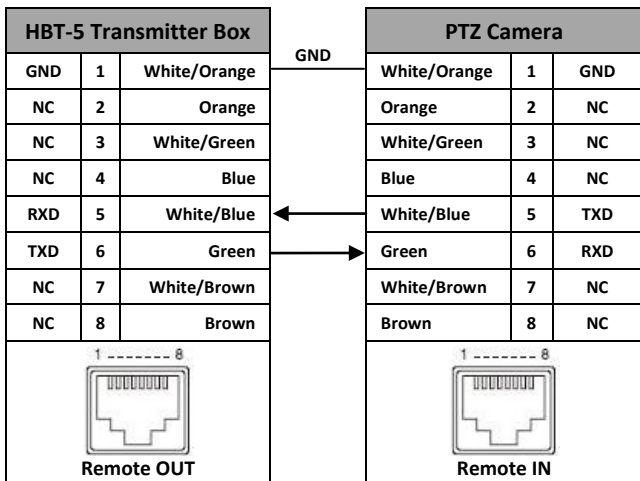 HBT-5 Transmitter Box PTZ Camera
GND
GND 1 White/Orange White/Orange 1 GND
NC 2 Orange Orange 2 NC
NC 3 White/Green White/Green 3 NC
NC 4 Blue Blue 4 NC
RXD 5 White/Blue White/Blue 5 TXD
TXD 6 Green Green 6 RXD
NC 7 White/Brown White/Brown 7 NC
NC 8 Brown Brown 8 NC
1 ------- 8 1 ------- 8
Remote OUT Remote IN